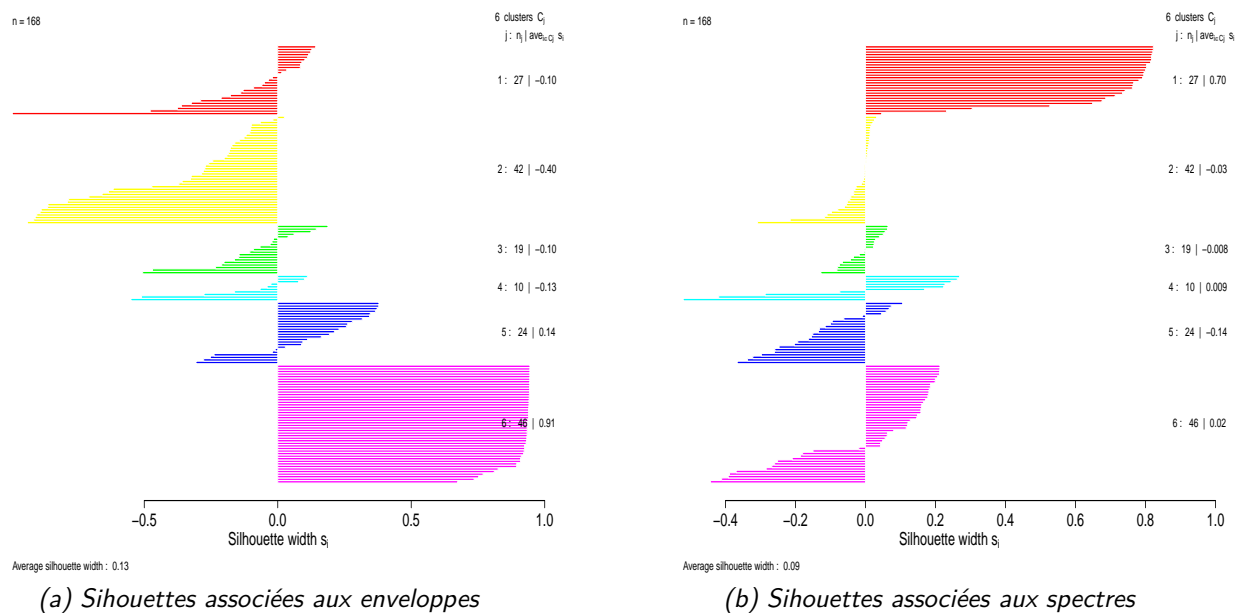 n = 168
6 clusters Cj
j : nj | avei∈Cj si
1 : 27 | −0.10
2 : 42 | −0.40
3 : 19 | −0.10
4 : 10 | −0.13
5 : 24 | 0.14
6 : 46 | 0.91
−0.5 0.0 0.5 1.0
Silhouette width si
Average silhouette width : 0.13
(a) Sihouettes associées aux enveloppes
n = 168
6 clusters Cj
j : nj | avei∈Cj si
1 : 27 | 0.70
2 : 42 | −0.03
3 : 19 | −0.008
4 : 10 | 0.009
5 : 24 | −0.14
6 : 46 | 0.02
−0.4 −0.2 0.0 0.2 0.4 0.6 0.8 1.0
Silhouette width si
Average silhouette width : 0.09
(b) Sihouettes associées aux spectres